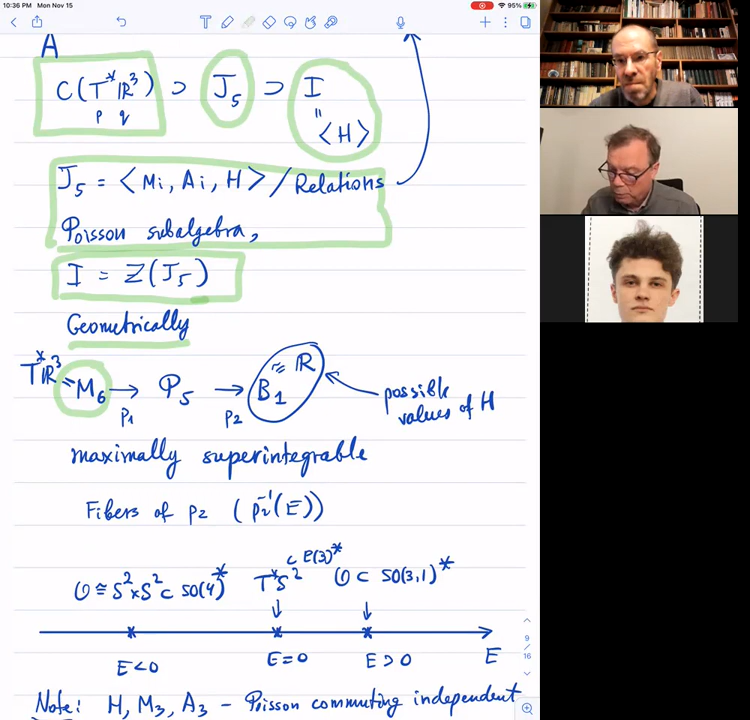 10:36 PM Mon Nov 15
95%
A
C(T*ℝ³) ⊃ J₅ ⊃ I
p q
"
<H>
J₅ = <Mi, Ai, H> / Relations
Poisson subalgebra,
I = Z(J₅)
Geometrically
T*ℝ³ = M₆ → P₅ → B₁ ≈ ℝ
p₁ p₂
possible
values of H
maximally superintegrable
Fibers of p₂ (p₂⁻¹(E))
O ≅ S²×S² ⊂ so(4)* T*S² ⊂ E(3)* O ⊂ SO(3,1)*
E<0 E=0 E>0 E
Note: H, M₃, A₃ – Poisson commuting independent
9
16